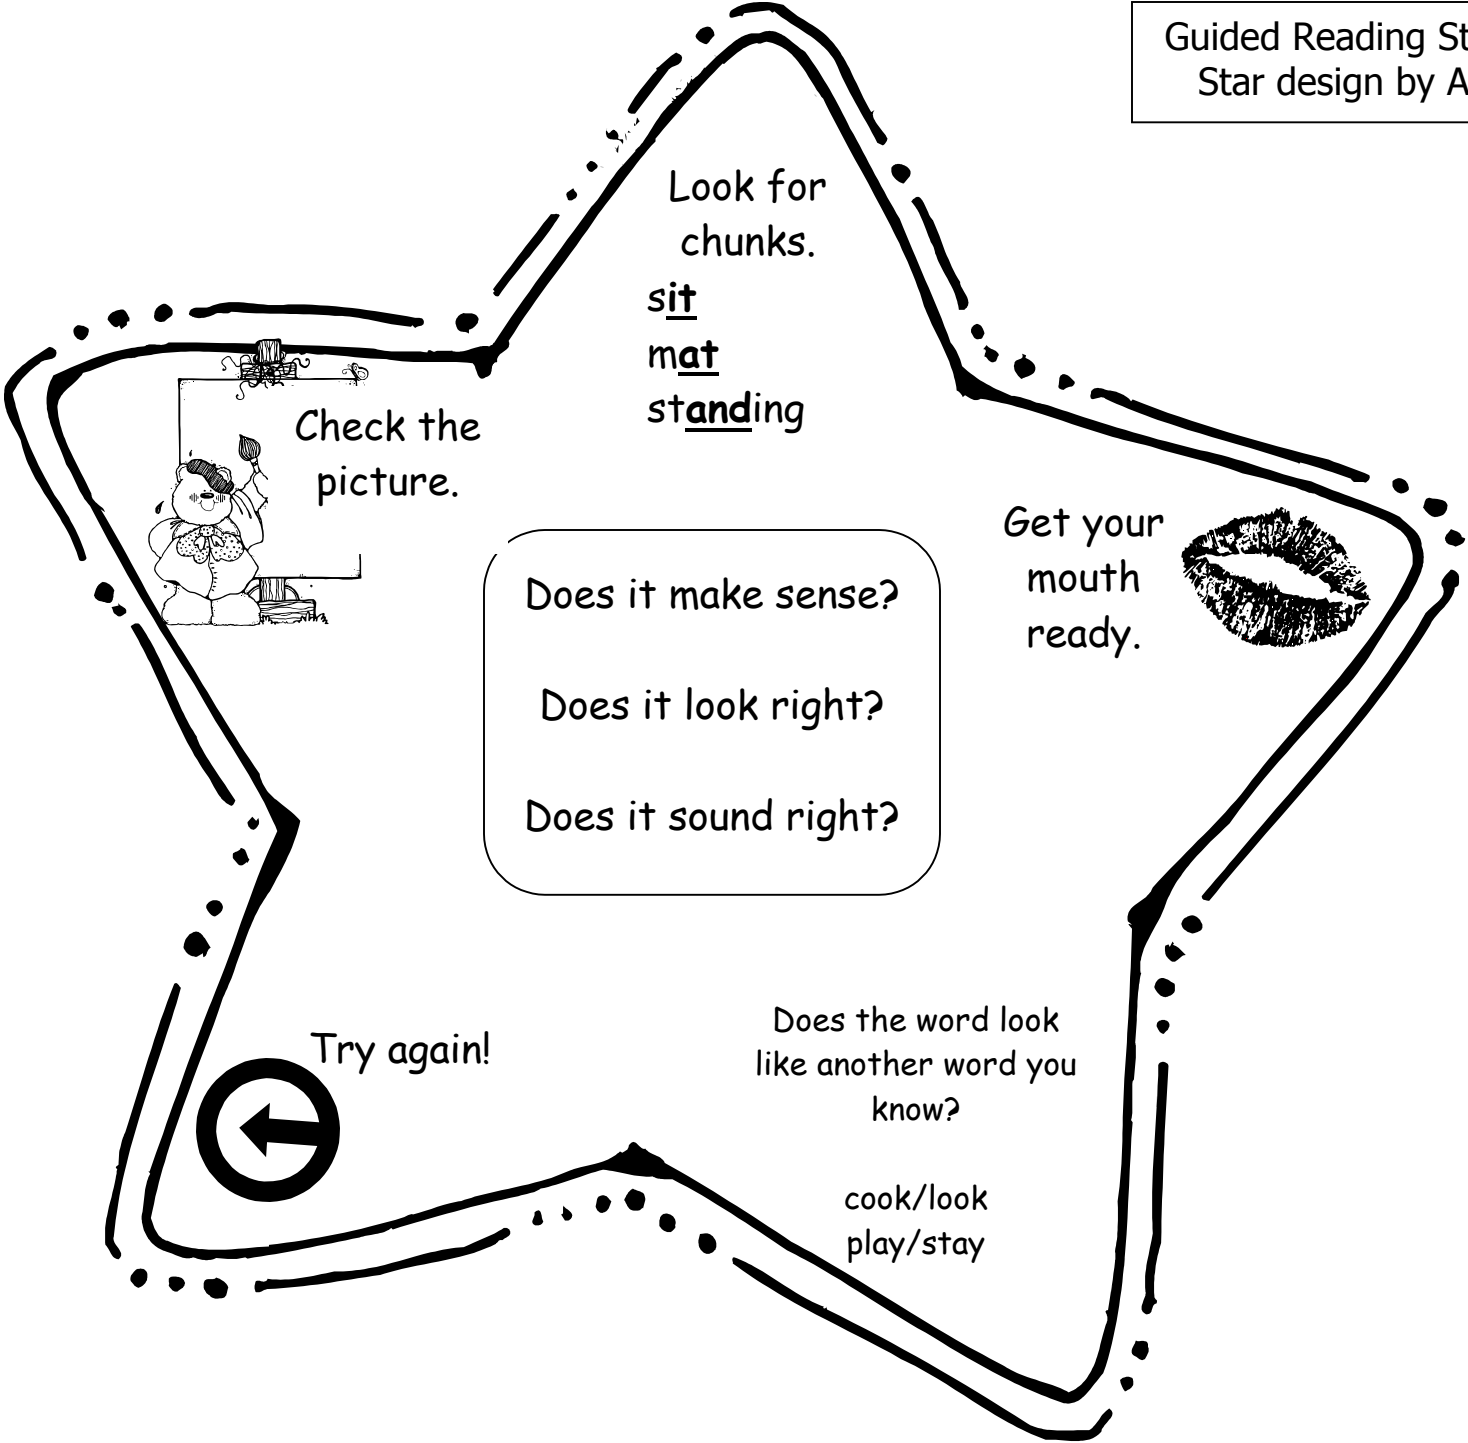 Guided Reading
Star design by
Look for
chunks.
sit
mat
standing
Check the
picture.
Get your
mouth
ready.
Does it make sense?
Does it look right?
Does it sound right?
Try again!
Does the word look
like another word you
know?
cook/look
play/stay